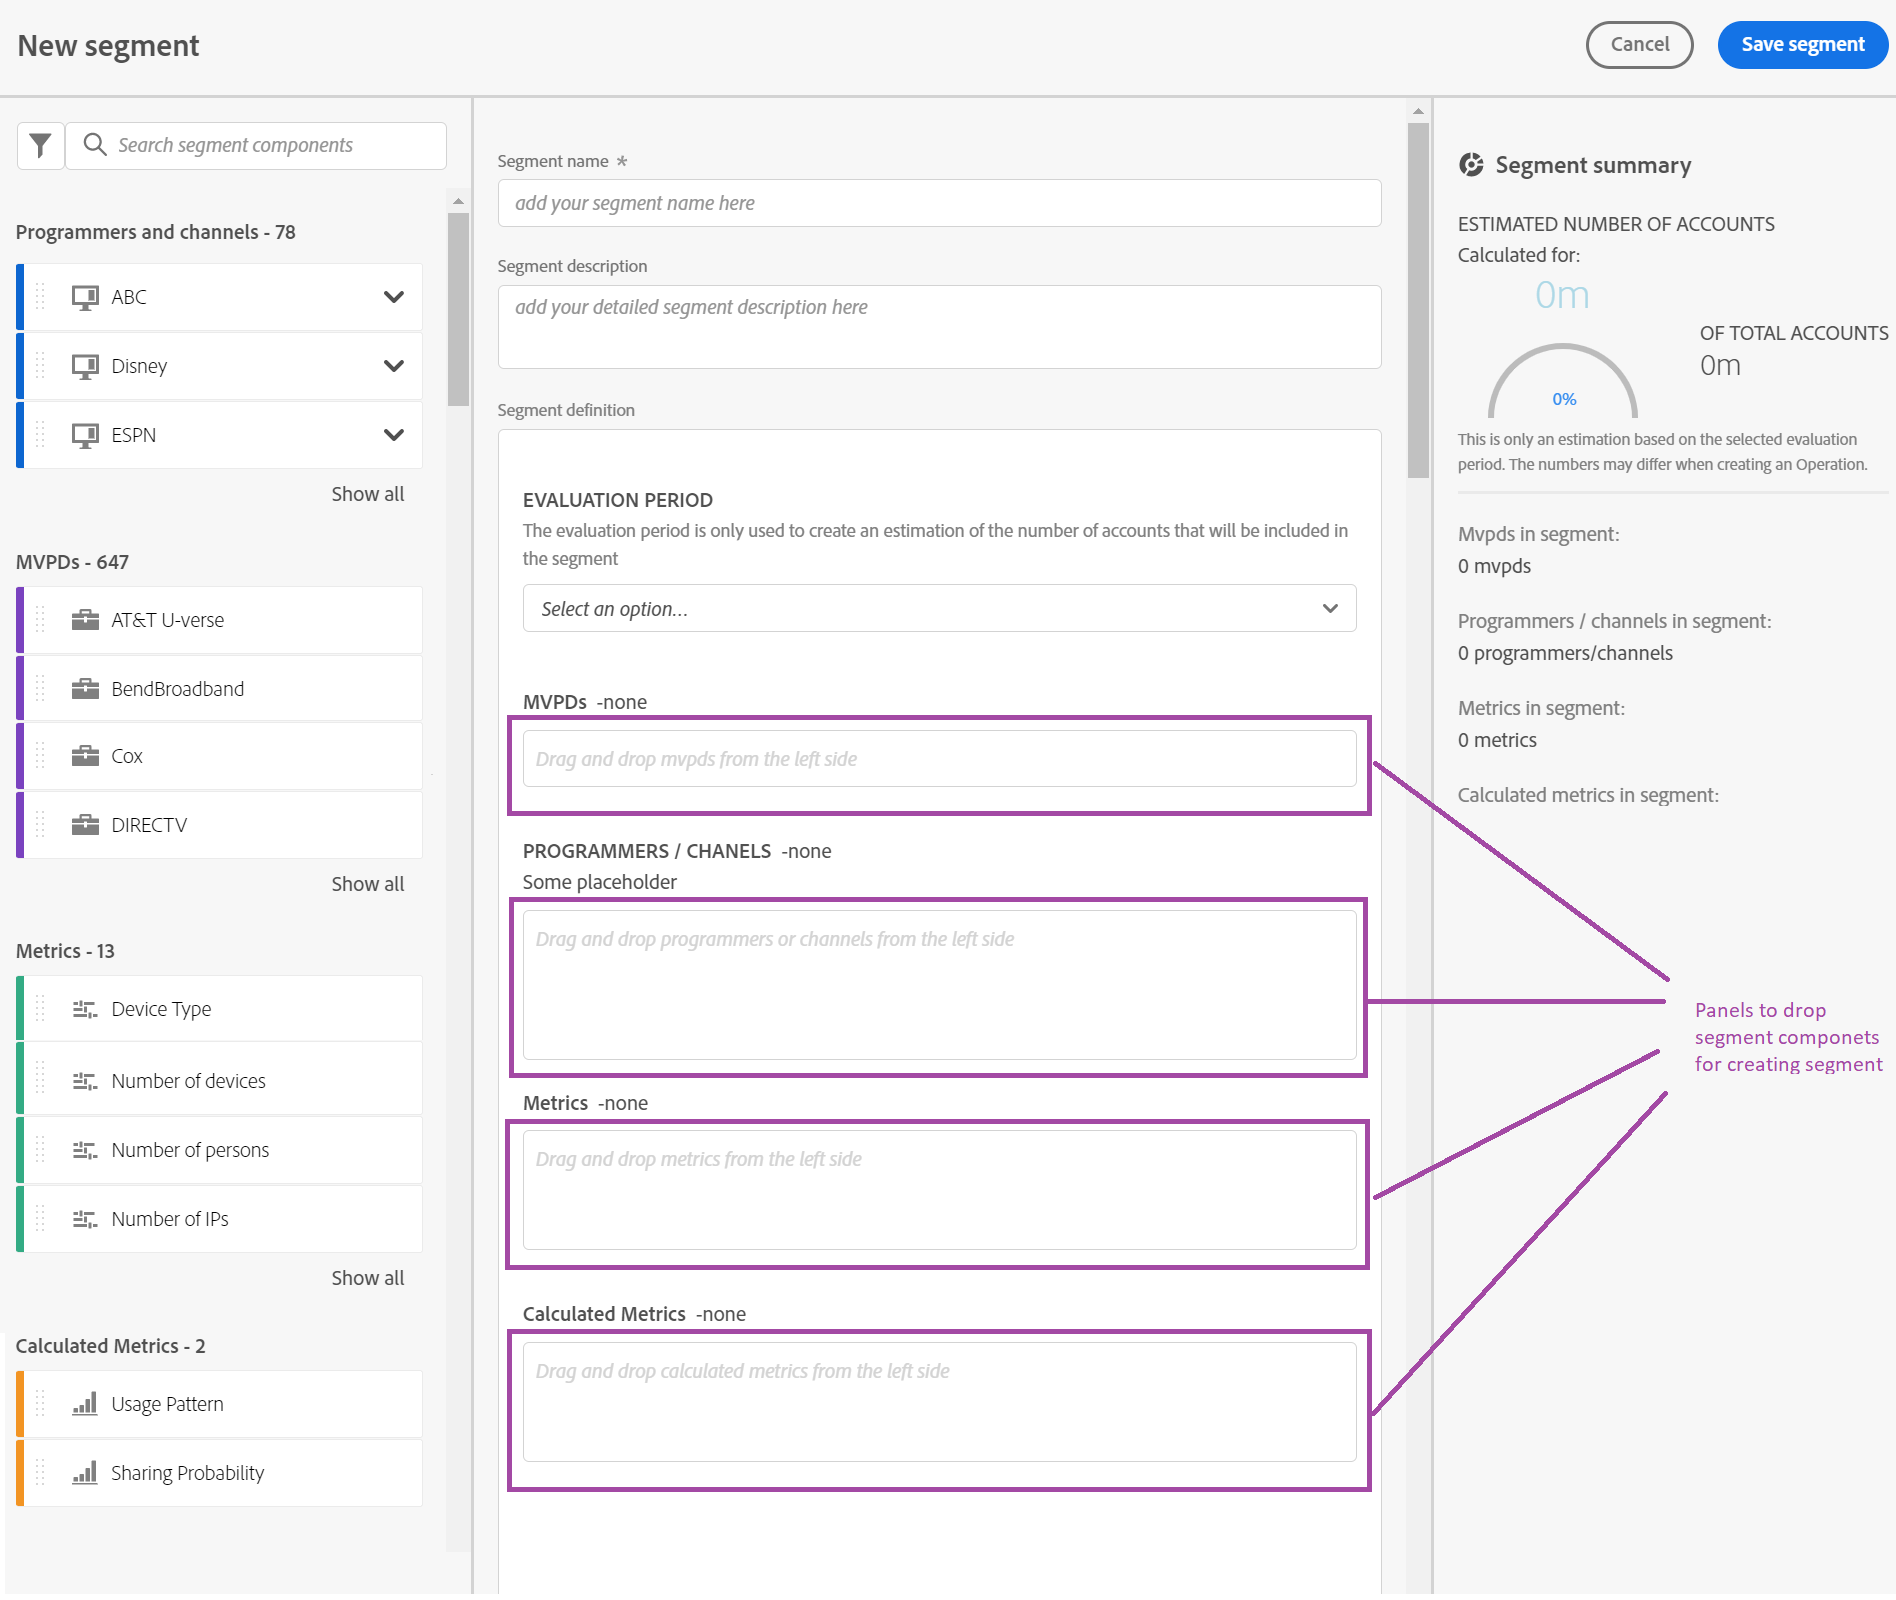 New segment
Cancel
Save segment
Search segment components
Programmers and channels - 78
ABC
Disney
ESPN
Show all
MVPDs - 647
AT&T U-verse
BendBroadband
Cox
DIRECTV
Show all
Metrics - 13
Device Type
Number of devices
Number of persons
Number of IPs
Show all
Calculated Metrics - 2
Usage Pattern
Sharing Probability
Segment name *
add your segment name here
Segment description
add your detailed segment description here
Segment definition
EVALUATION PERIOD
The evaluation period is only used to create an estimation of the number of accounts that will be included in
the segment
Select an option...
MVPDs -none
Drag and drop mvpds from the left side
PROGRAMMERS / CHANELS -none
Some placeholder
Drag and drop programmers or channels from the left side
Metrics -none
Drag and drop metrics from the left side
Calculated Metrics -none
Drag and drop calculated metrics from the left side
Segment summary
ESTIMATED NUMBER OF ACCOUNTS
Calculated for:
0m
OF TOTAL ACCOUNTS
0m
0%
This is only an estimation based on the selected evaluation
period. The numbers may differ when creating an Operation.
Mvpds in segment:
0 mvpds
Programmers / channels in segment:
0 programmers/channels
Metrics in segment:
0 metrics
Calculated metrics in segment:
Panels to drop
segment componets
for creating segment